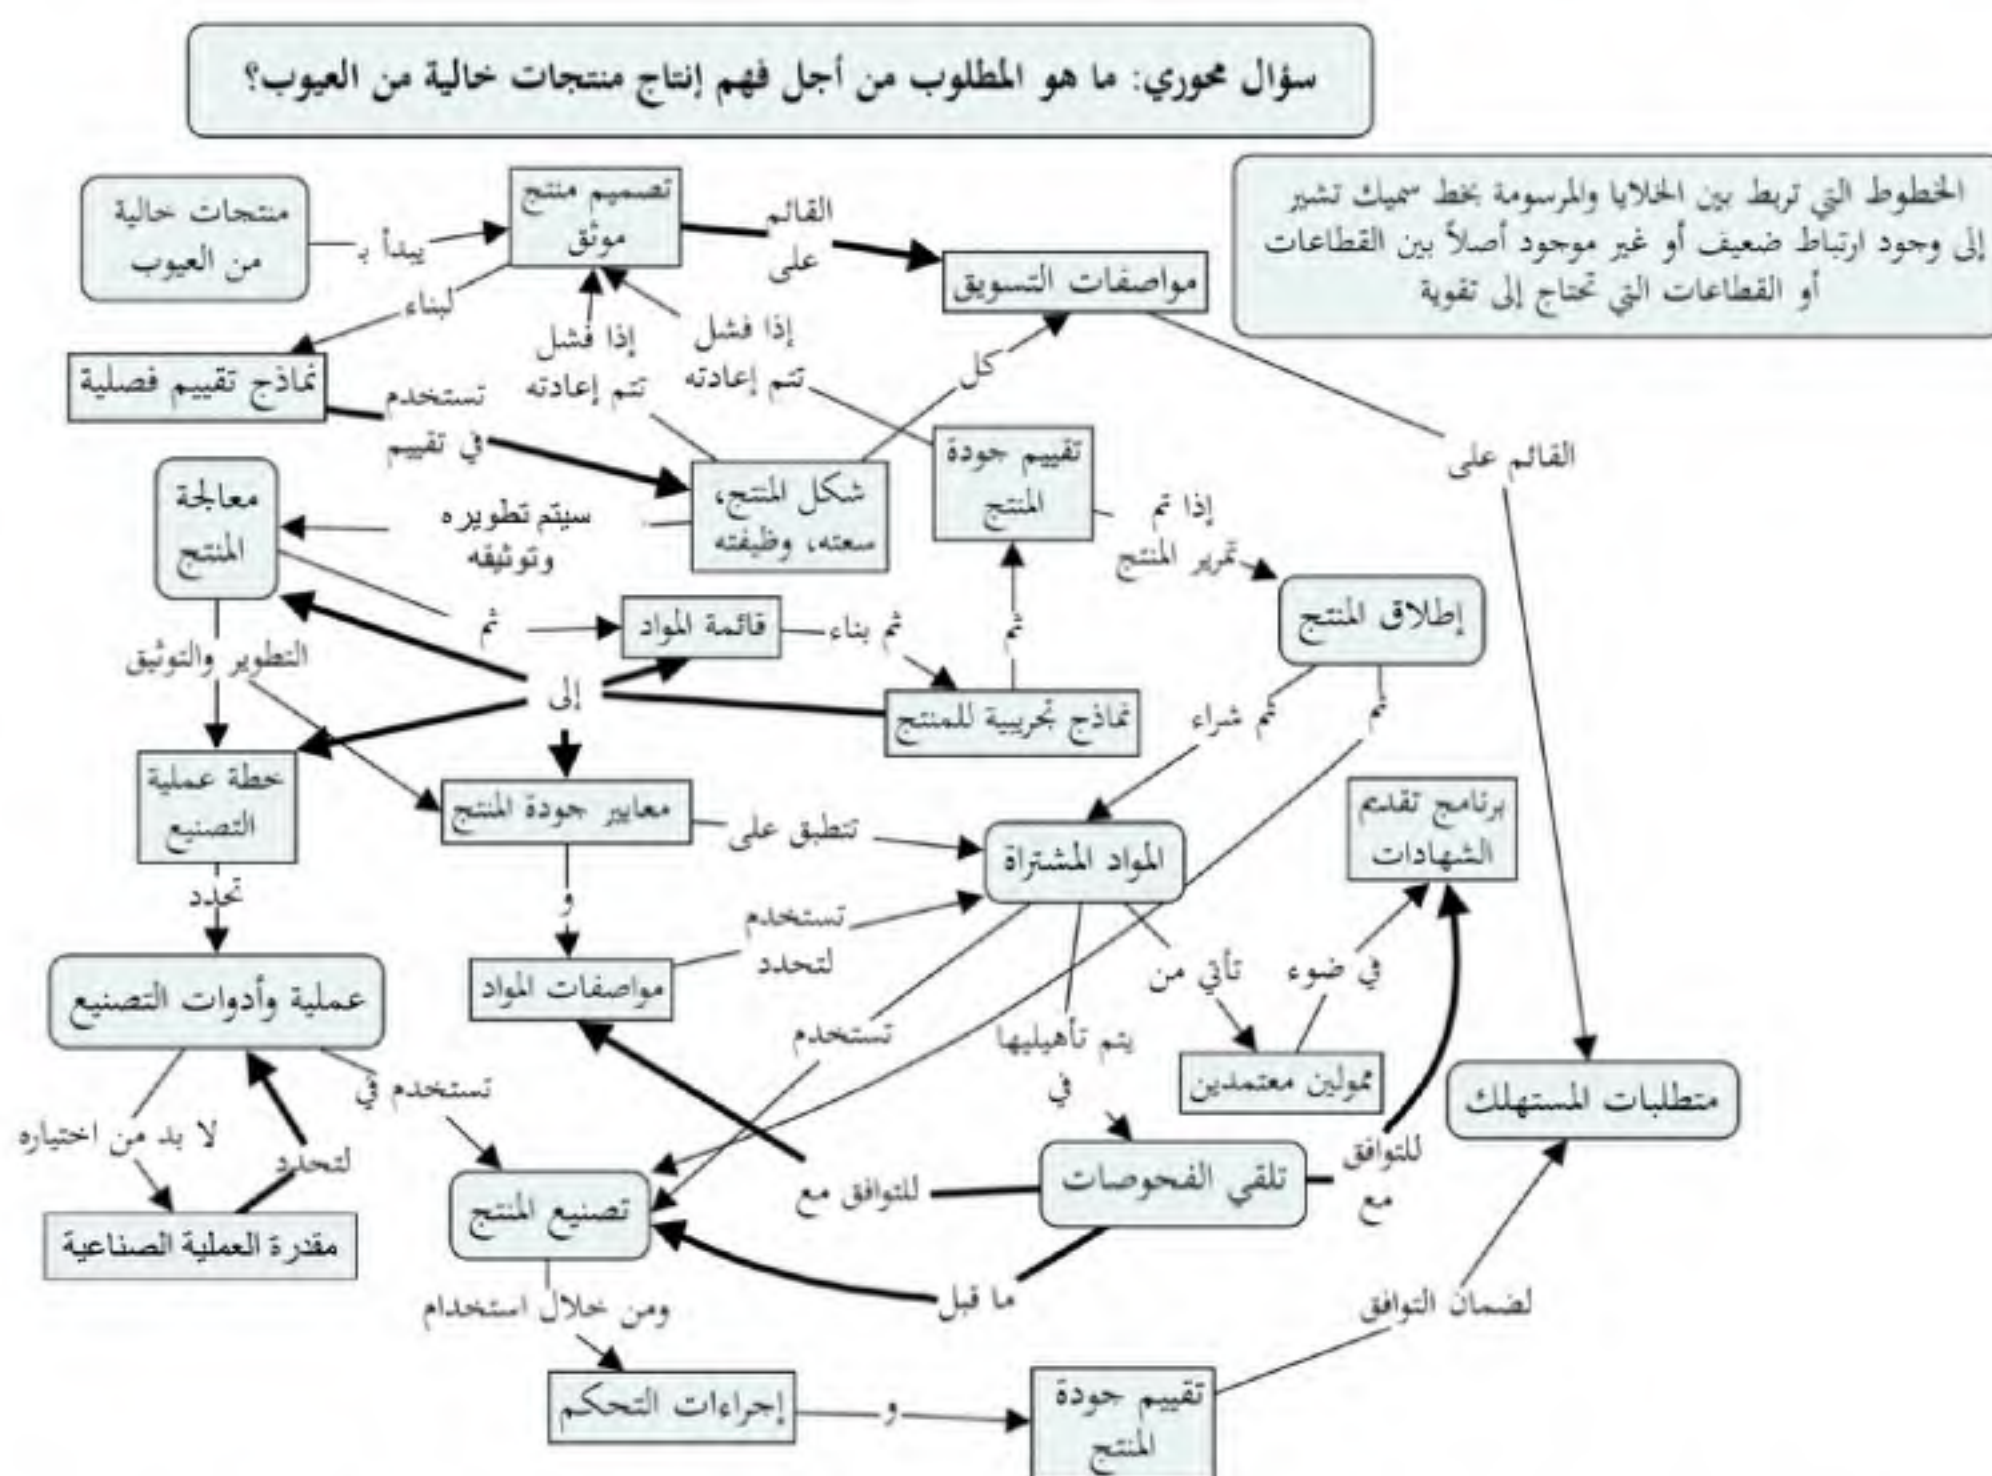 سؤال محوري: ما هو المطلوب من أجل فهم إنتاج منتجات خالية من العيوب؟
الخطوط التي تربط بين الخلايا والمرسومة بخط سميك تشير
إلى وجود ارتباط ضعيف أو غير موجود أصلاً بين القطاعات
أو القطاعات التي تحتاج إلى تقوية
منتجات خالية
من العيوب
يبدأ بـ
تصميم منتج
موثق
القائم
على
مواصفات التسويق
لبناء
نماذج تقييم فصلية
إذا فشل
تتم إعادته
إذا فشل
تتم إعادته
كل
القائم على
تستخدم
في تقييم
شكل المنتج،
سعته، وظيفته
تقييم جودة
المنتج
إذا تم
تمرير المنتج
معالجة
المنتج
سيتم تطويره
وتوثيقه
إطلاق المنتج
ثم
قائمة المواد
ثم بناء
ثم
التطوير والتوثيق
إلى
نماذج تجريبية للمنتج
ثم شراء
ثم
خطة عملية
التصنيع
معايير جودة المنتج
تنطبق على
المواد المشتراة
برنامج تقديم
الشهادات
تحدد
و
تستخدم
لتحدد
عملية وأدوات التصنيع
مواصفات المواد
تأتي من
في ضوء
تستخدم
يتم تأهيليها
في
ممولين معتمدين
متطلبات المستهلك
تستخدم في
لا بد من اختياره
لتحدد
للتوافق
مع
تصنيع المنتج
للتوافق مع
تلقي الفحوصات
مقدرة العملية الصناعية
ما قبل
ومن خلال استخدام
لضمان التوافق
إجراءات التحكم
و
تقييم جودة
المنتج